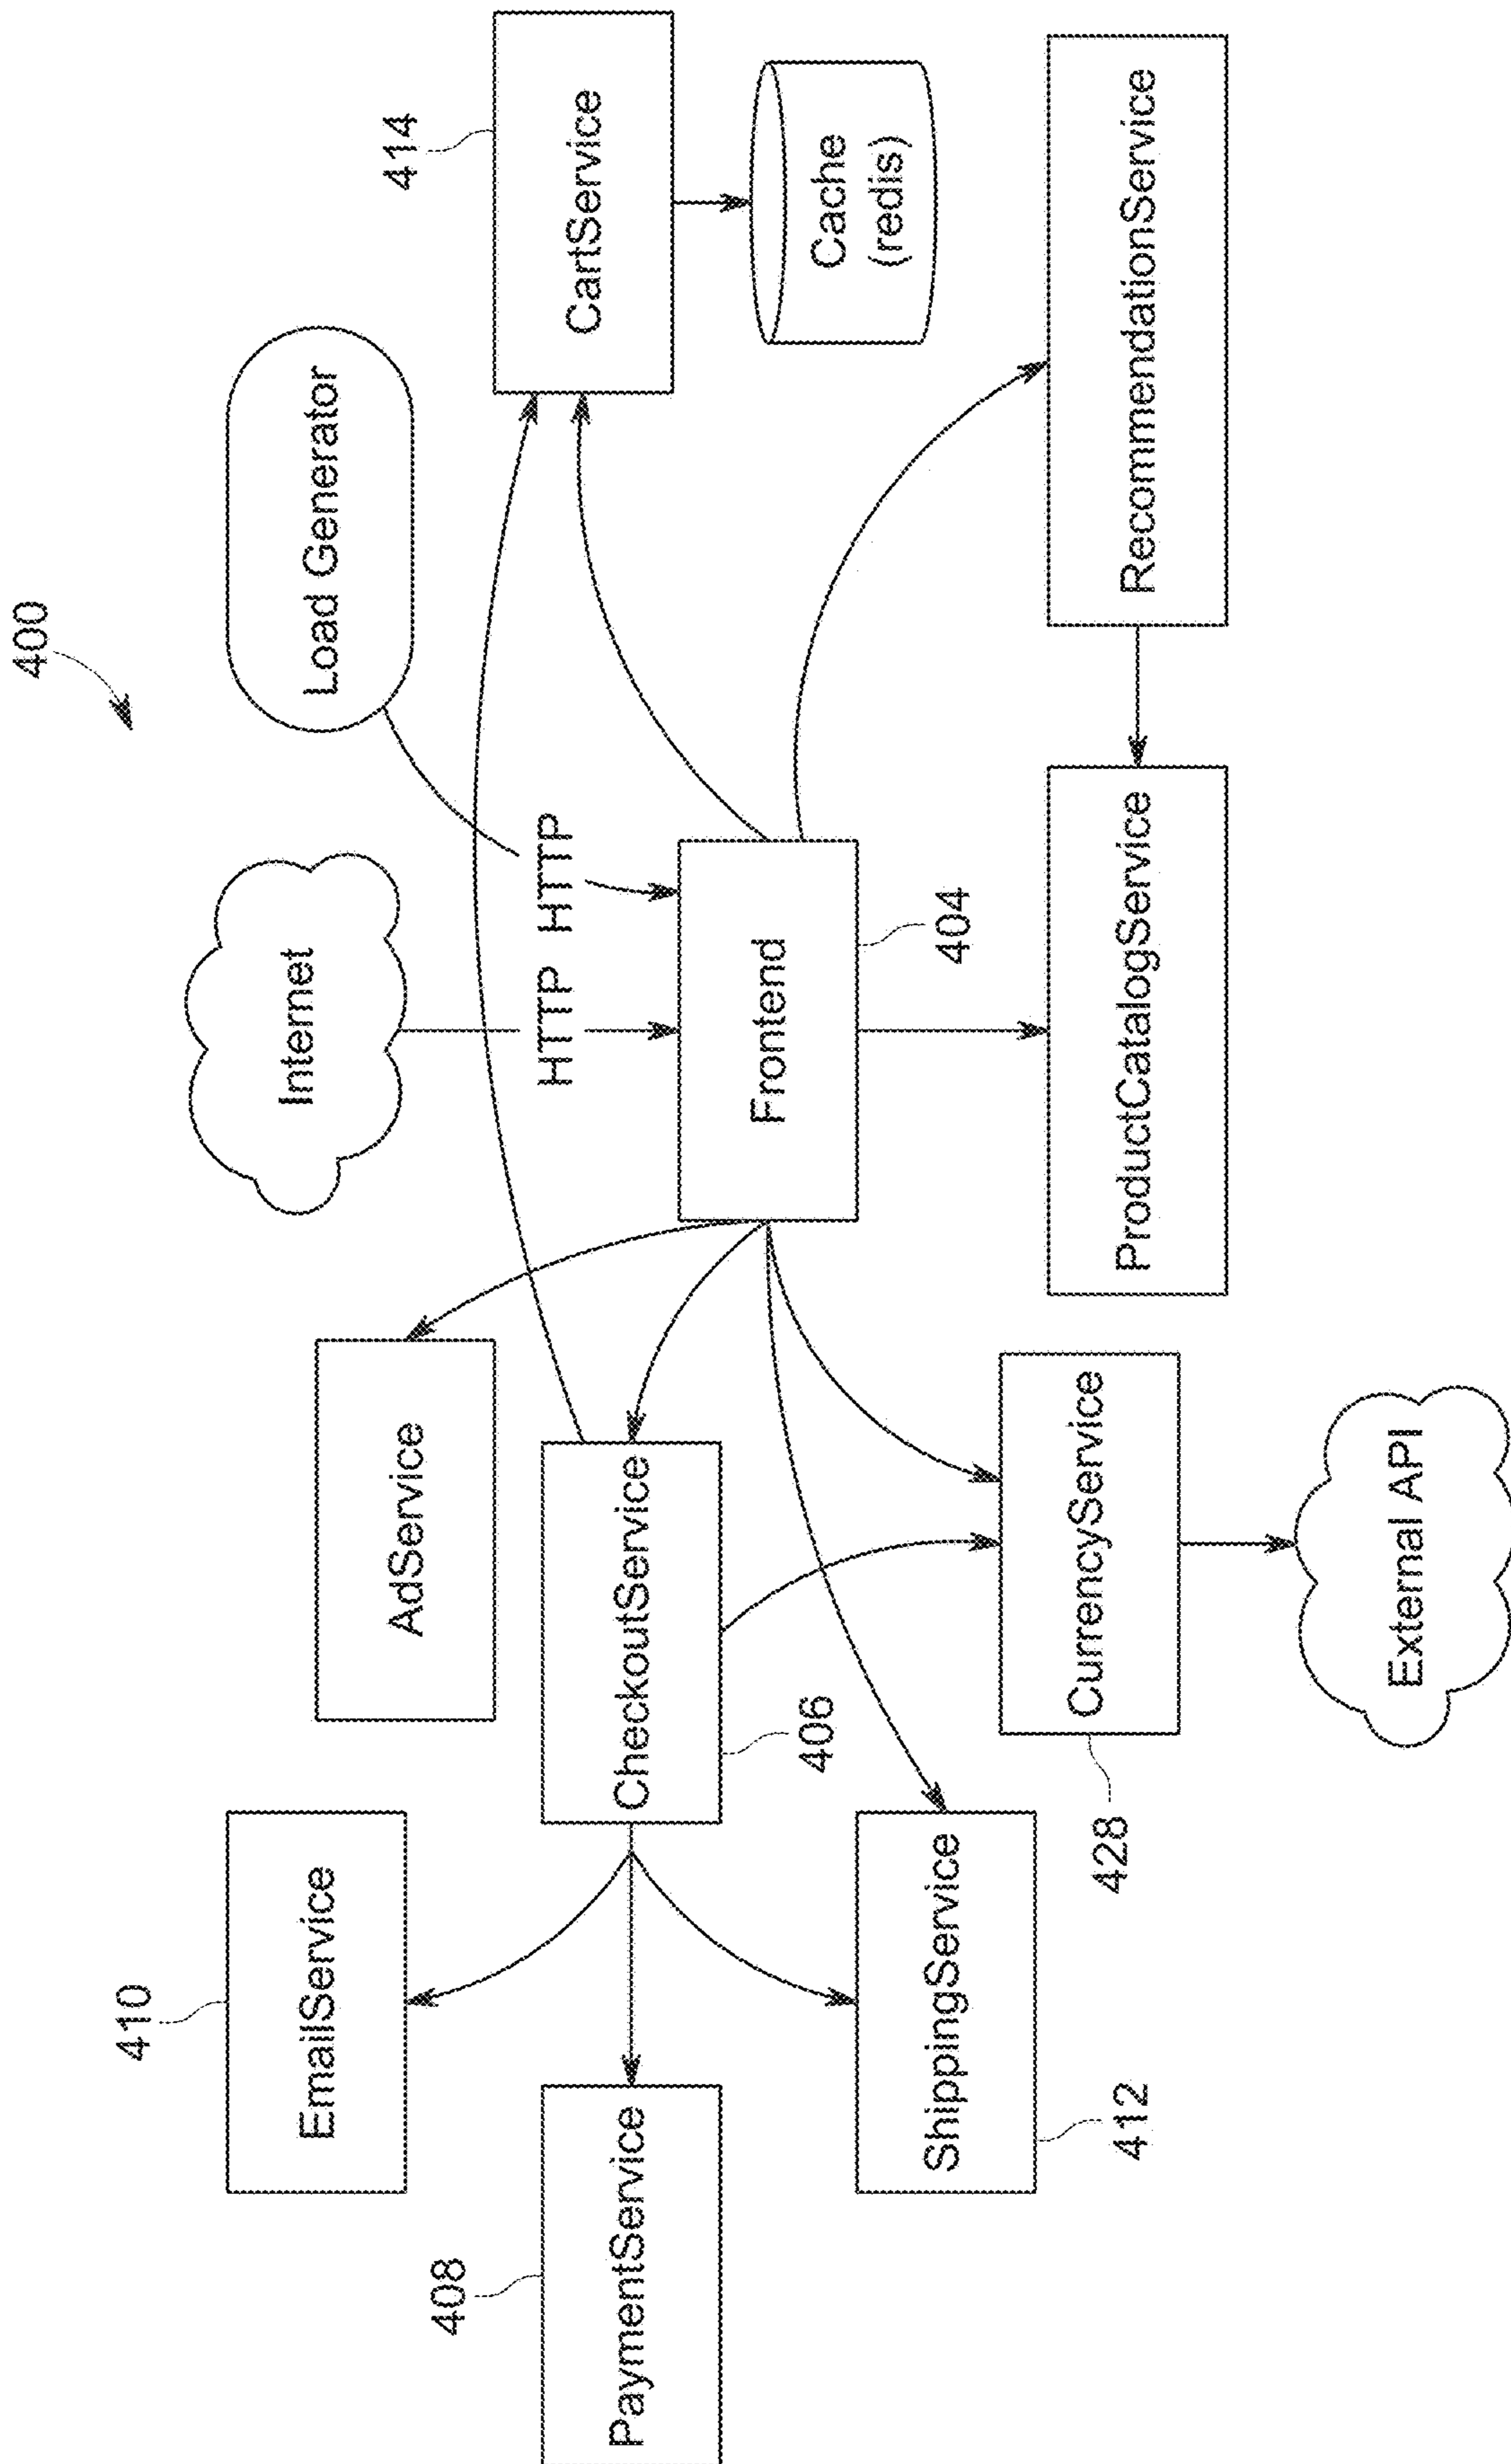 400
Internet
Load Generator
410
414
EmailService
AdService
CartService
HTTP
HTTP
408
PaymentService
CheckoutService
Cache
(redis)
406
Frontend
404
ShippingService
412
CurrencyService
428
ProductCatalogService
RecommendationService
External API